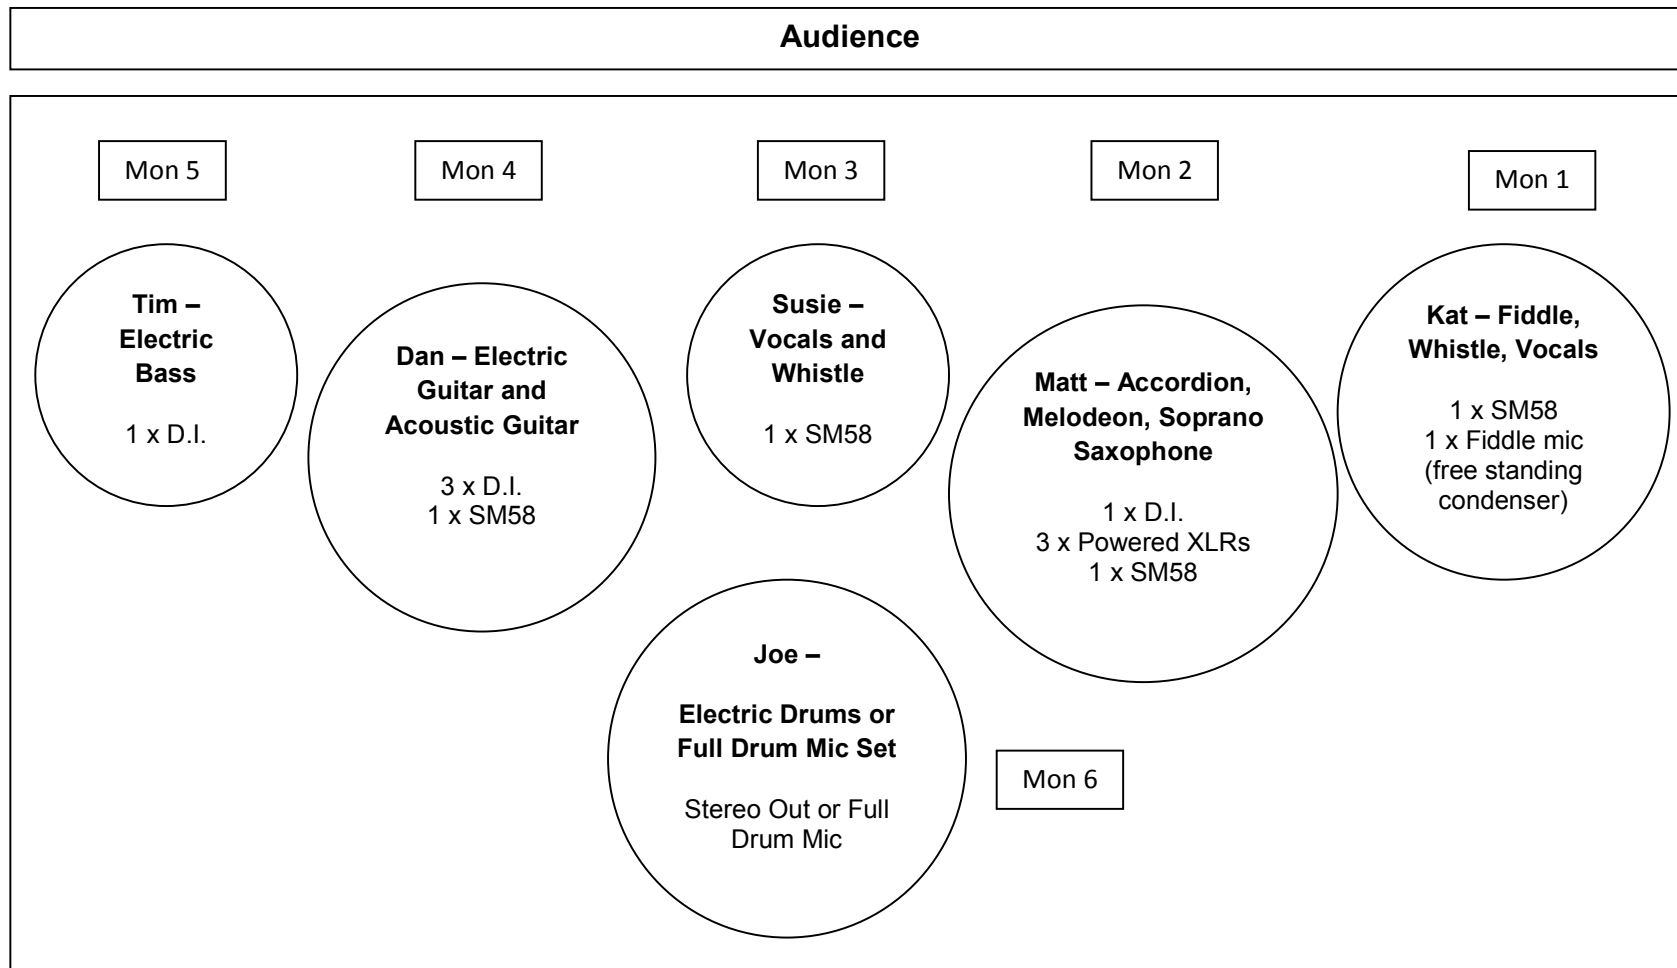 Audience
Mon 5
Mon 4
Mon 3
Mon 2
Mon 1
Tim –
Electric
Bass
1 x D.I.
Dan – Electric
Guitar and
Acoustic Guitar
3 x D.I.
1 x SM58
Susie –
Vocals and
Whistle
1 x SM58
Matt – Accordion,
Melodeon, Soprano
Saxophone
1 x D.I.
3 x Powered XLRs
1 x SM58
Kat – Fiddle,
Whistle, Vocals
1 x SM58
1 x Fiddle mic
(free standing
condenser)
Joe –
Electric Drums or
Full Drum Mic Set
Stereo Out or Full
Drum Mic
Mon 6